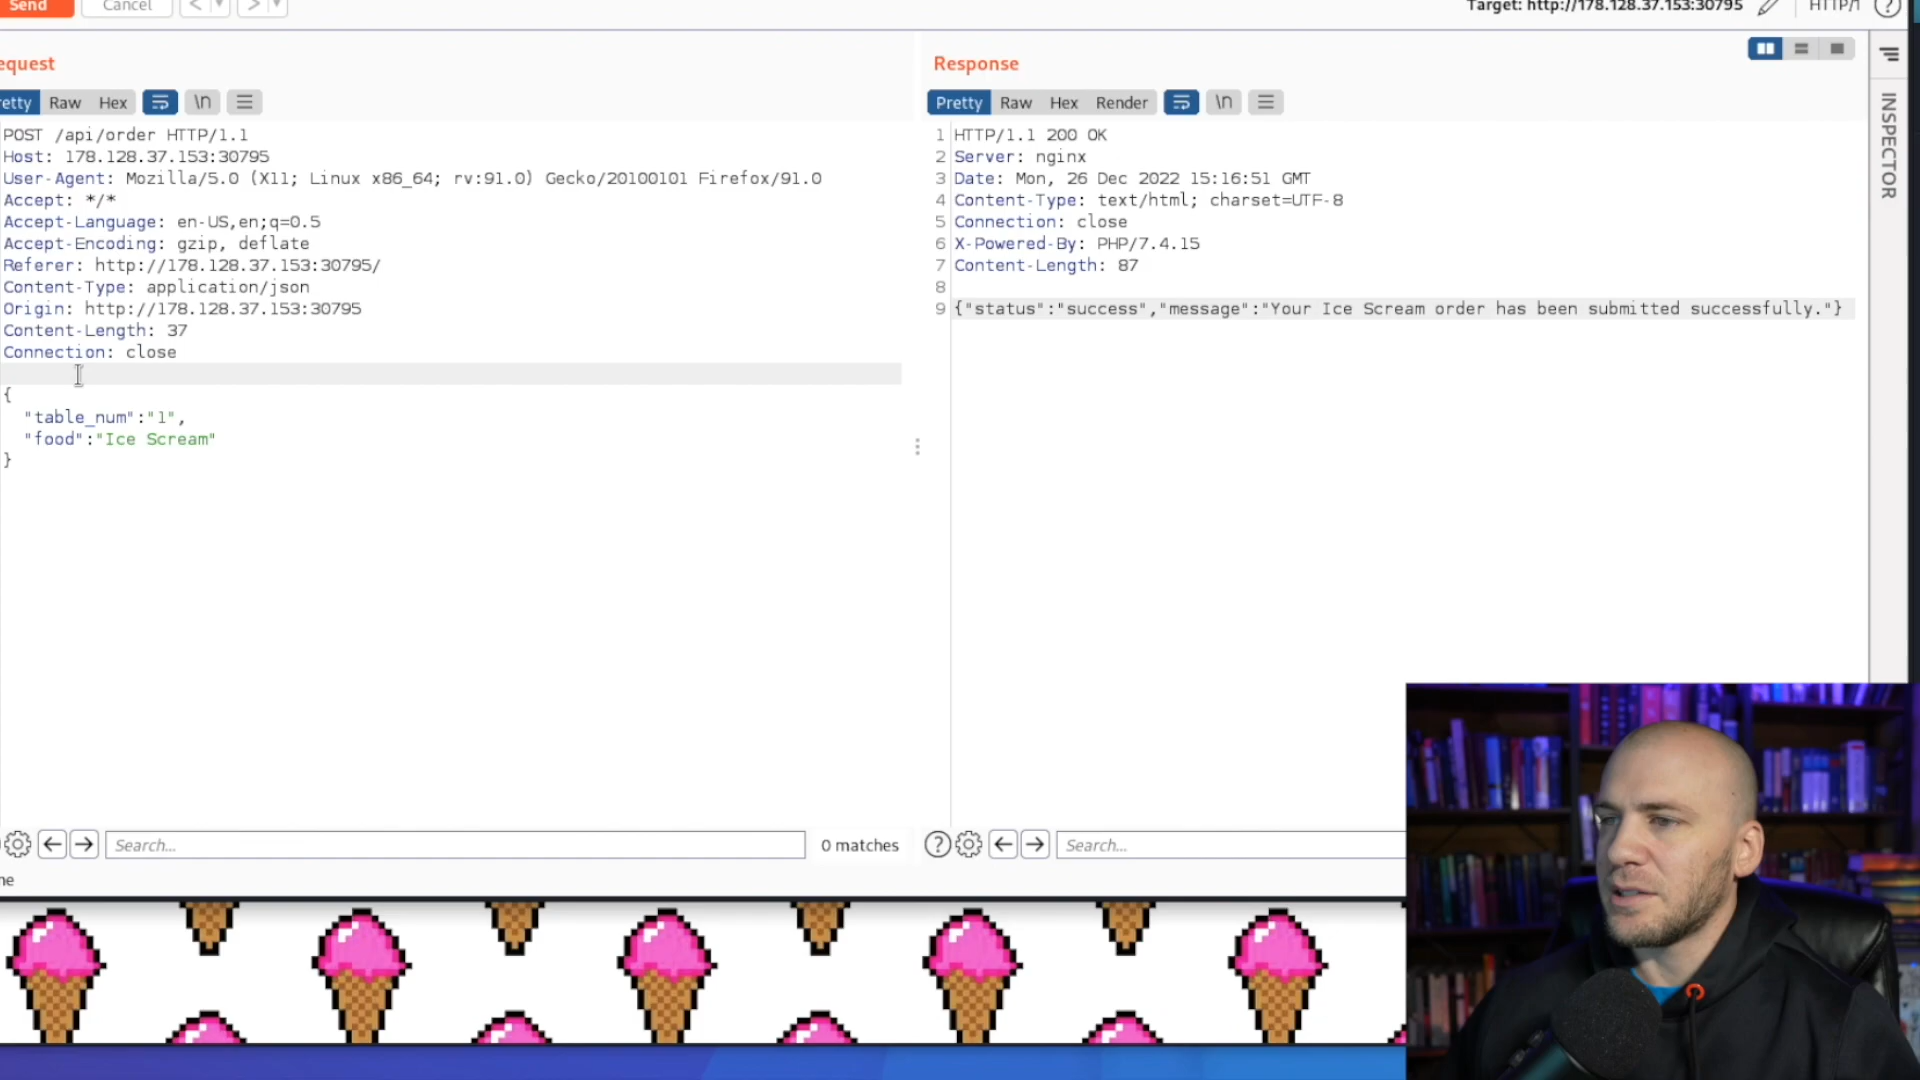 Send
Cancel
Target: http://178.128.37.153:30795
HTTP/1
?
equest
Response
etty Raw Hex \n
Pretty Raw Hex Render \n
INSPECTOR
POST /api/order HTTP/1.1
Host: 178.128.37.153:30795
User-Agent: Mozilla/5.0 (X11; Linux x86_64; rv:91.0) Gecko/20100101 Firefox/91.0
Accept: */*
Accept-Language: en-US,en;q=0.5
Accept-Encoding: gzip, deflate
Referer: http://178.128.37.153:30795/
Content-Type: application/json
Origin: http://178.128.37.153:30795
Content-Length: 37
Connection: close
{
"table_num":"1",
"food":"Ice Scream"
}
1 HTTP/1.1 200 OK
2 Server: nginx
3 Date: Mon, 26 Dec 2022 15:16:51 GMT
4 Content-Type: text/html; charset=UTF-8
5 Connection: close
6 X-Powered-By: PHP/7.4.15
7 Content-Length: 87
8
9 {"status":"success","message":"Your Ice Scream order has been submitted successfully."}
Search...
0 matches
?
Search...
ne